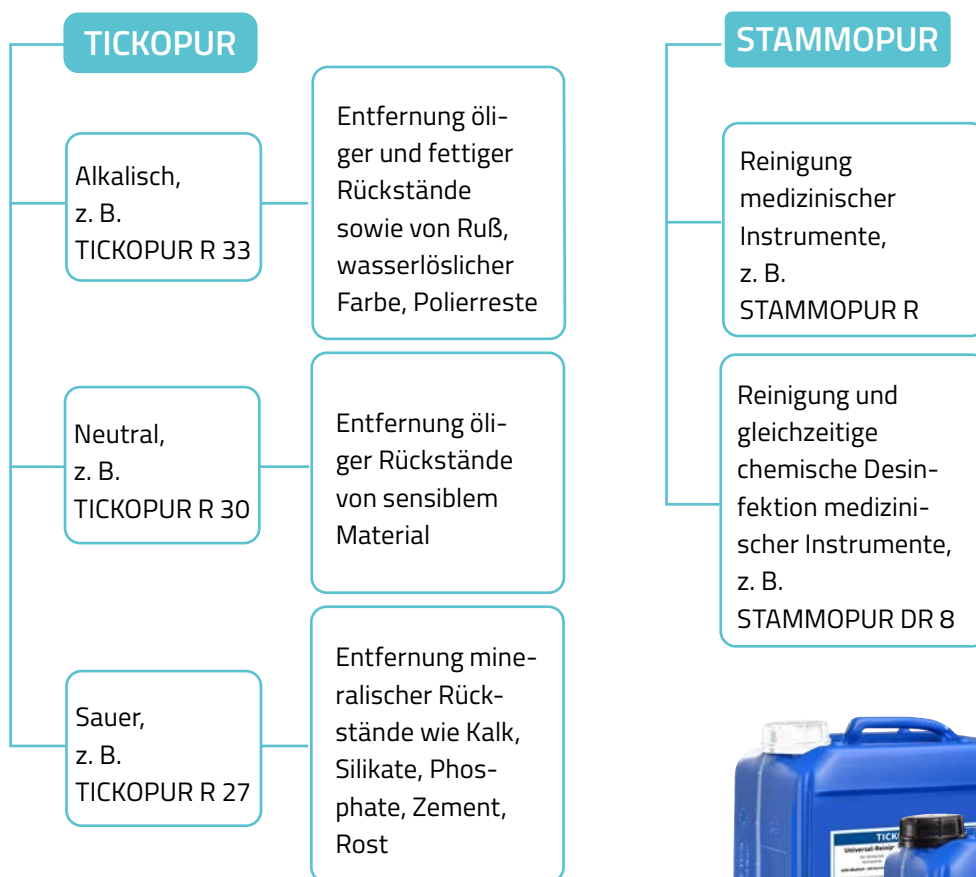 TICKOPUR
Alkalisch,
z. B.
TICKOPUR R 33
Entfernung öli-
ger und fettiger
Rückstände
sowie von Ruß,
wasserlöslicher
Farbe, Polierreste
Neutral,
z. B.
TICKOPUR R 30
Entfernung öli-
ger Rückstände
von sensiblem
Material
Sauer,
z. B.
TICKOPUR R 27
Entfernung mine-
ralischer Rück-
stände wie Kalk,
Silikate, Phos-
phate, Zement,
Rost
STAMMOPUR
Reinigung
medizinischer
Instrumente,
z. B.
STAMMOPUR R
Reinigung und
gleichzeitige
chemische Desin-
fektion medizini-
scher Instrumente,
z. B.
STAMMOPUR DR 8